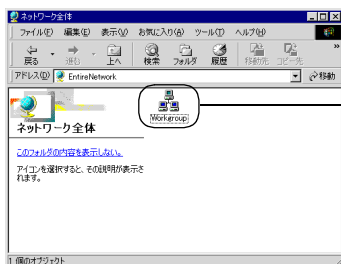 ネットワーク全体
ファイル(F) 編集(E) 表示(V) お気に入り(A) ツール(T) ヘルプ(H)
戻る 進む 上へ 検索 フォルダ 履歴 移動先 コピー先 »
アドレス(D) EntireNetwork 移動
ネットワーク全体
Workgroup
このフォルダの内容を表示しない。
アイコンを選択すると、その説明が表示さ
れます。
1 個のオブジェクト